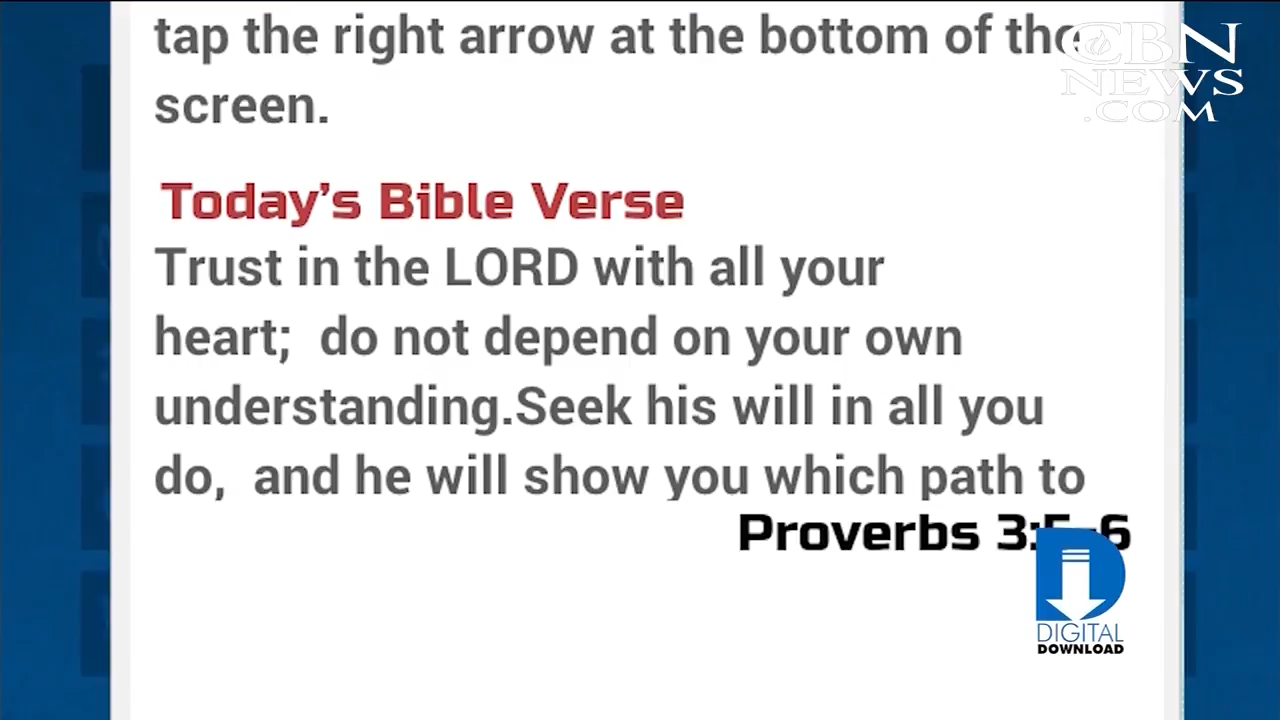 tap the right arrow at the bottom of the
screen.
CBN
NEWS
.COM
Today's Bible Verse
Trust in the LORD with all your
heart;  do not depend on your own
understanding.Seek his will in all you
do,  and he will show you which path to
Proverbs 3:5-6
DIGITAL
DOWNLOAD